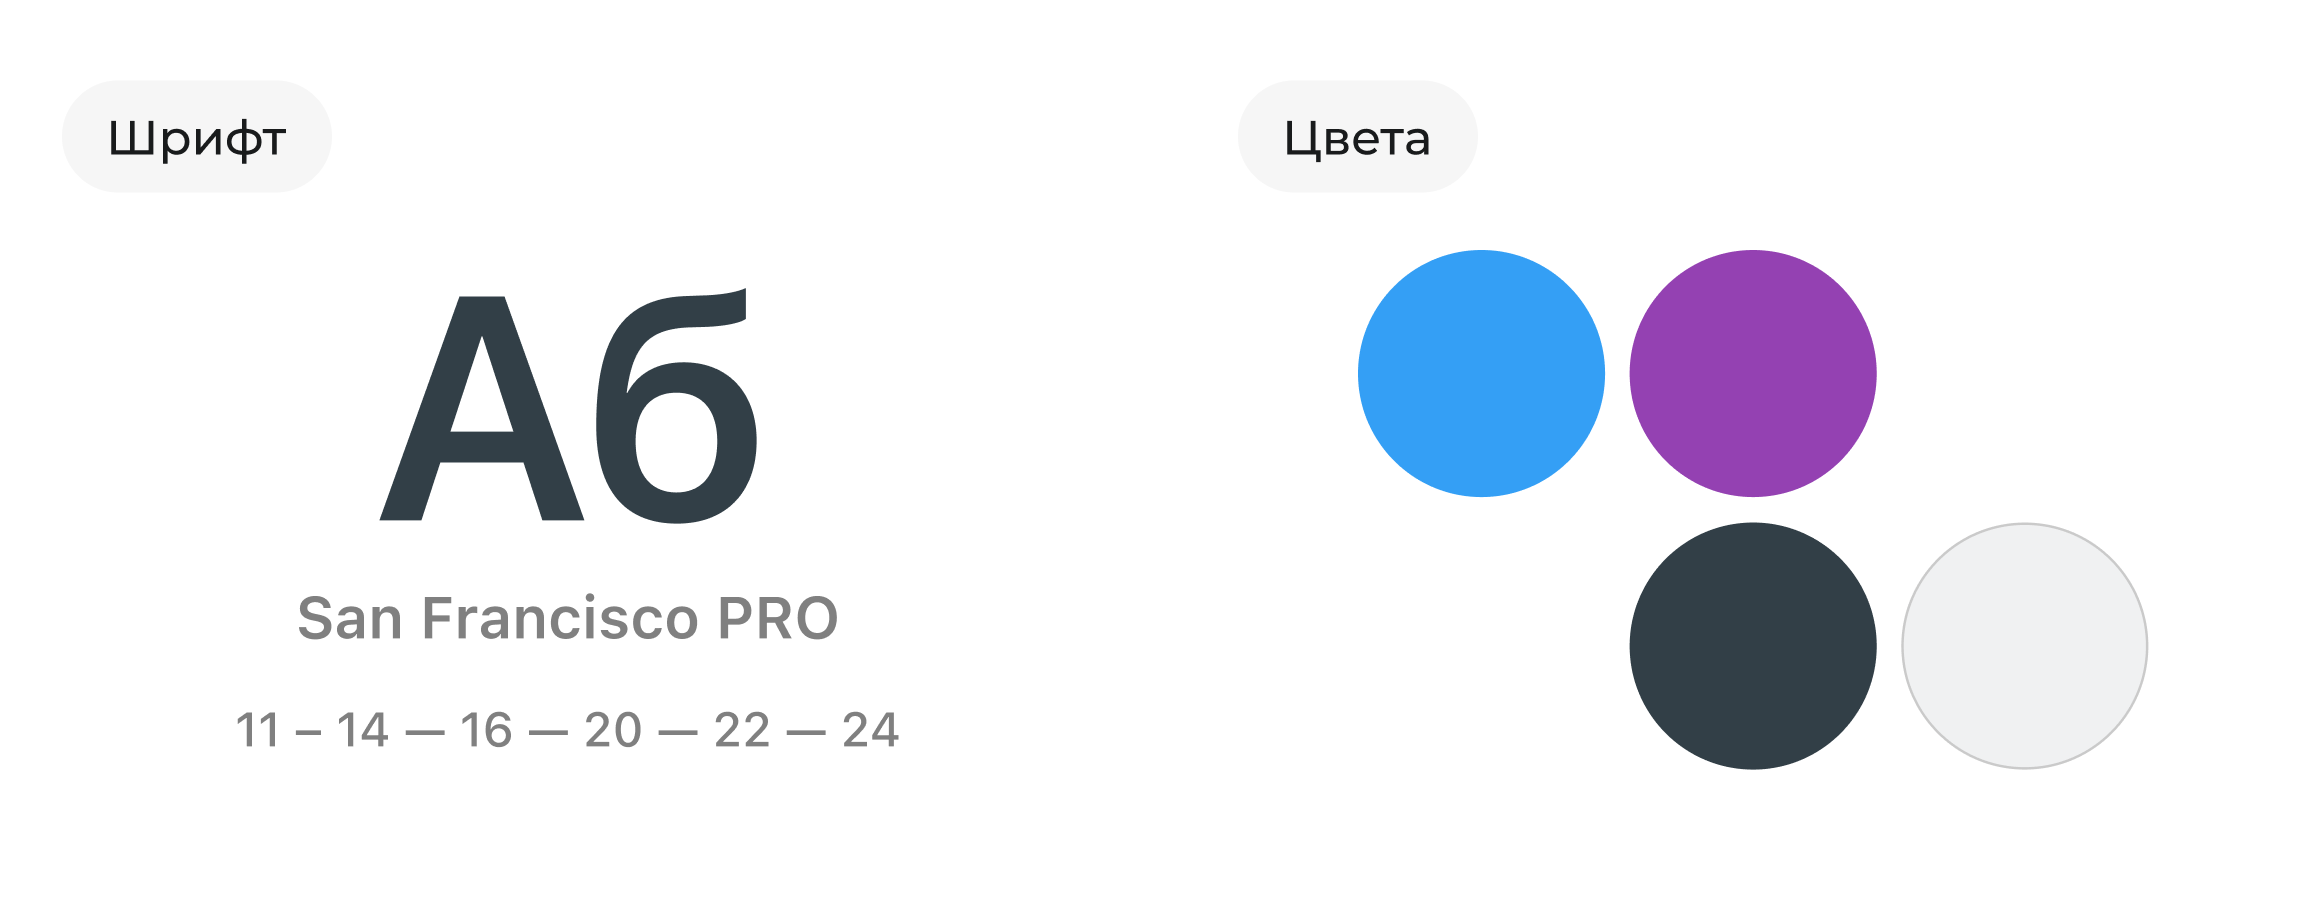 Шрифт
Аб
San Francisco PRO
11 – 14 — 16 — 20 — 22 — 24
Цвета